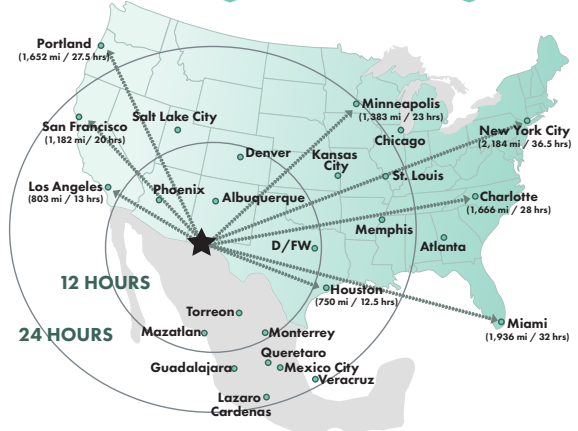 Portland
(1,652 mi / 27.5 hrs)
Minneapolis
(1,383 mi / 23 hrs)
Salt Lake City
San Francisco
(1,182 mi / 20 hrs)
New York City
(2,184 mi / 36.5 hrs)
Chicago
Denver
Kansas
City
St. Louis
Los Angeles
(803 mi / 13 hrs)
Phoenix
Albuquerque
Charlotte
(1,666 mi / 28 hrs)
Memphis
D/FW
Atlanta
12 HOURS
Houston
(750 mi / 12.5 hrs)
Torreon
Miami
(1,936 mi / 32 hrs)
24 HOURS
Mazatlan
Monterrey
Queretaro
Guadalajara
Mexico City
Veracruz
Lazaro
Cardenas